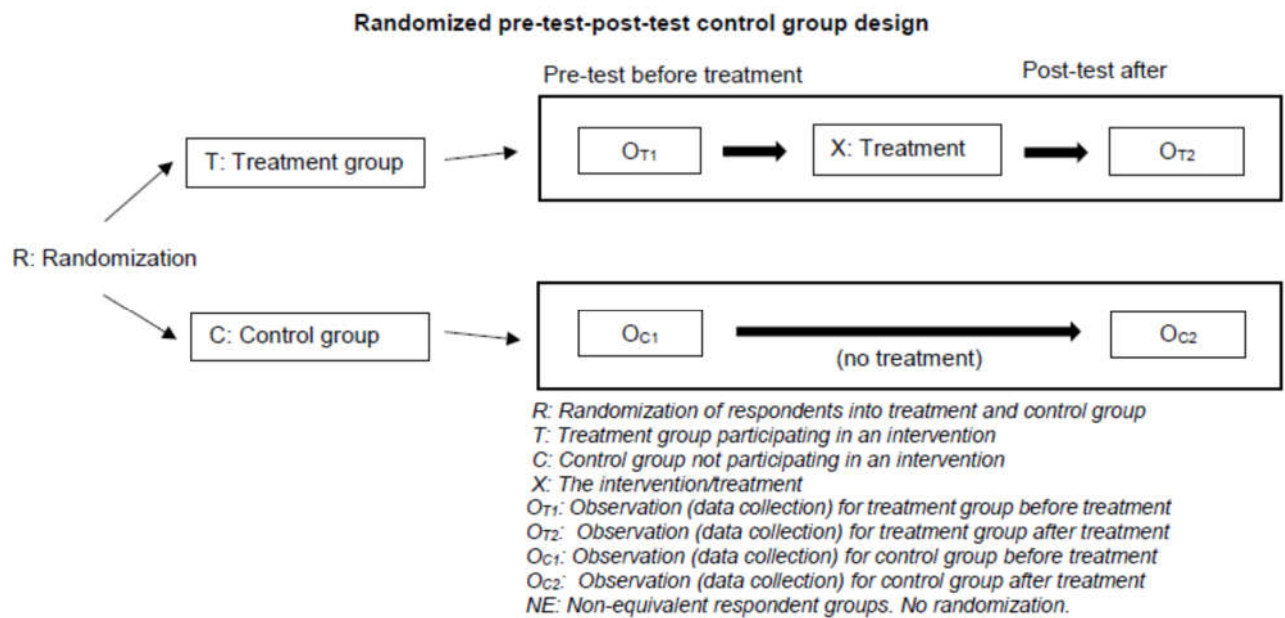 Randomized pre-test-post-test control group design
Pre-test before treatment
Post-test after
T: Treatment group
OT1
X: Treatment
OT2
R: Randomization
C: Control group
OC1
(no treatment)
OC2
R: Randomization of respondents into treatment and control group
T: Treatment group participating in an intervention
C: Control group not participating in an intervention
X: The intervention/treatment
OT1: Observation (data collection) for treatment group before treatment
OT2: Observation (data collection) for treatment group after treatment
OC1: Observation (data collection) for control group before treatment
OC2: Observation (data collection) for control group after treatment
NE: Non-equivalent respondent groups. No randomization.